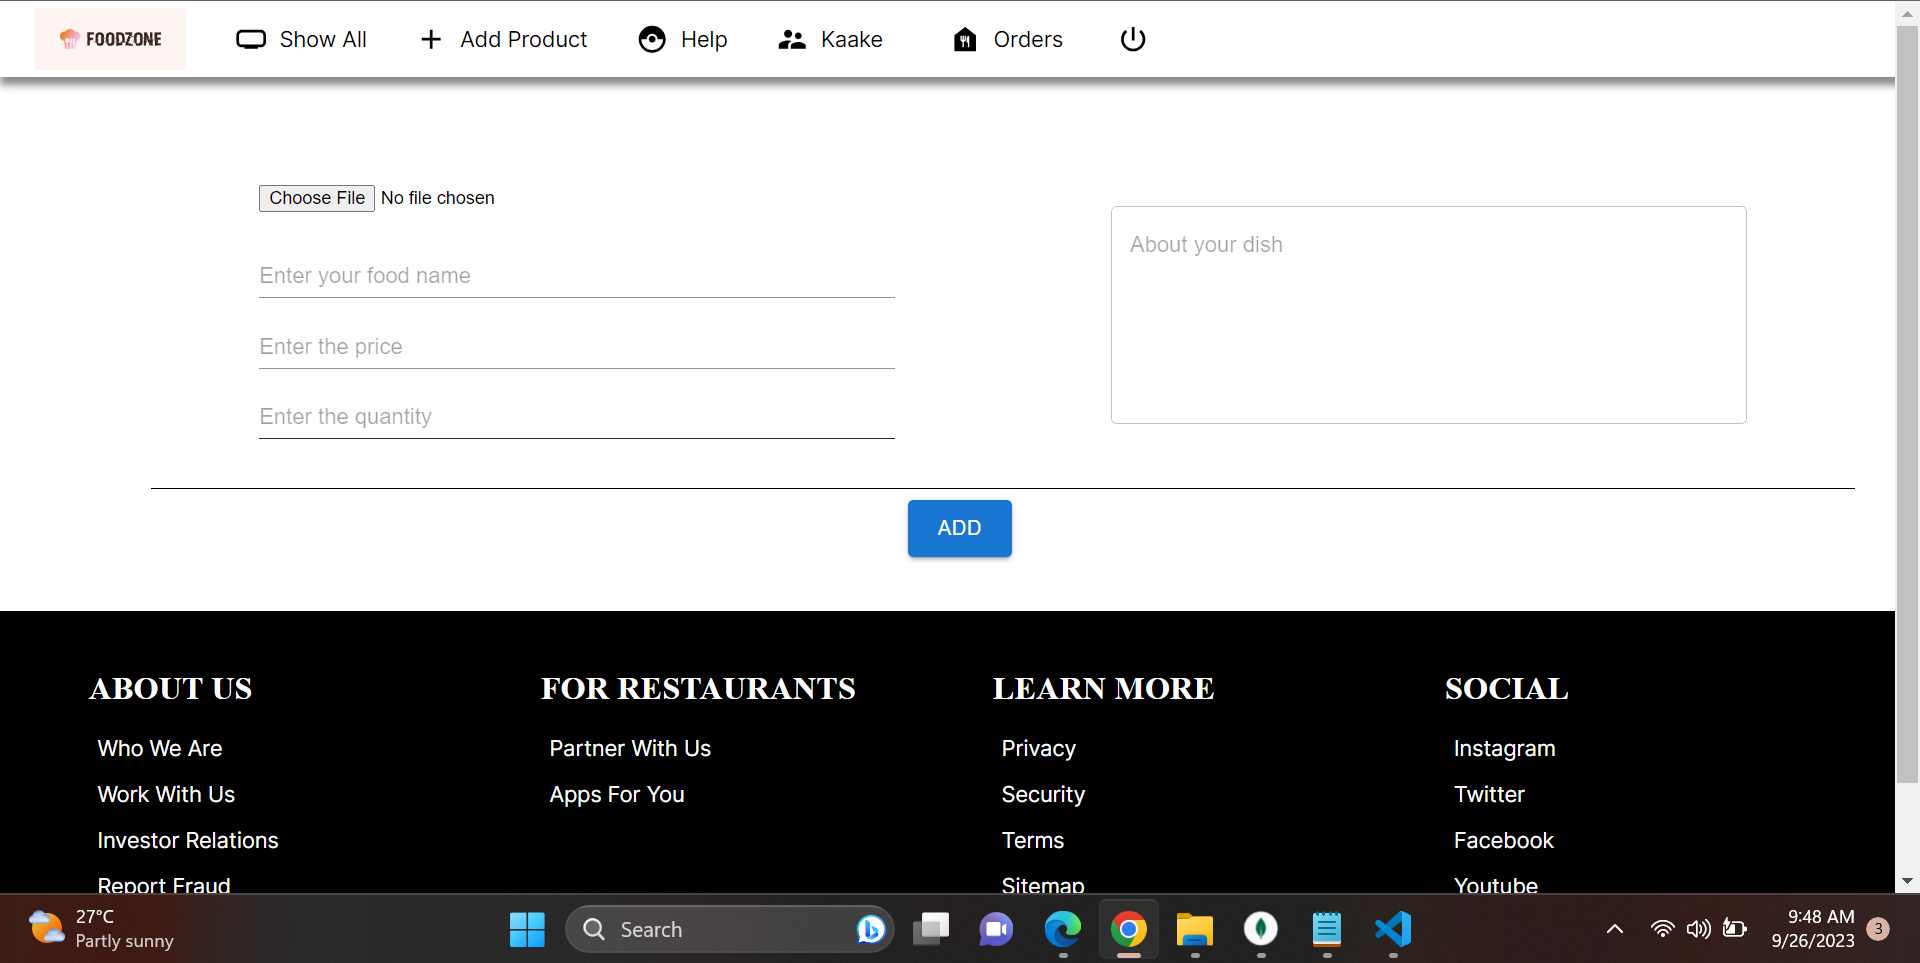 FOODZONE
Show All
Add Product
Help
Kaake
Orders
Choose File No file chosen
Enter your food name
Enter the price
Enter the quantity
About your dish
ADD
ABOUT US
Who We Are
Work With Us
Investor Relations
Report Fraud
FOR RESTAURANTS
Partner With Us
Apps For You
LEARN MORE
Privacy
Security
Terms
Sitemap
SOCIAL
Instagram
Twitter
Facebook
Youtube
27°C
Partly sunny
Search
9:48 AM
9/26/2023
3